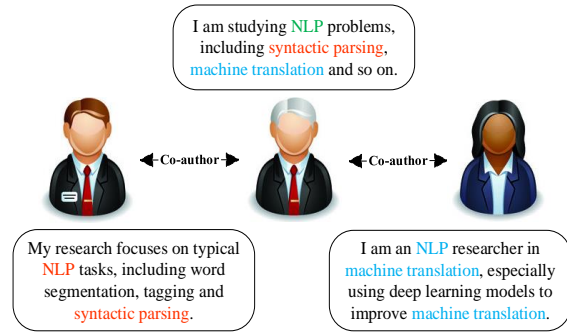 I am studying NLP problems,
including syntactic parsing,
machine translation and so on.
Co-author
Co-author
My research focuses on typical
NLP tasks, including word
segmentation, tagging and
syntactic parsing.
I am an NLP researcher in
machine translation, especially
using deep learning models to
improve machine translation.